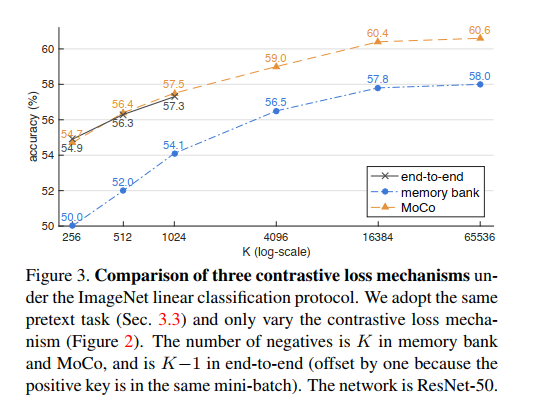 60.4
60.6
60
59.0
58
57.5
57.8
58.0
57.3
56.4
56.5
56
56.3
54.7
54.9
54.1
54
52.0
52
50.0
50
accuracy (%)
end-to-end
memory bank
MoCo
256 512 1024 4096 16384 65536
K (log-scale)
Figure 3. Comparison of three contrastive loss mechanisms un-
der the ImageNet linear classification protocol. We adopt the same
pretext task (Sec. 3.3) and only vary the contrastive loss mecha-
nism (Figure 2). The number of negatives is K in memory bank
and MoCo, and is K−1 in end-to-end (offset by one because the
positive key is in the same mini-batch). The network is ResNet-50.